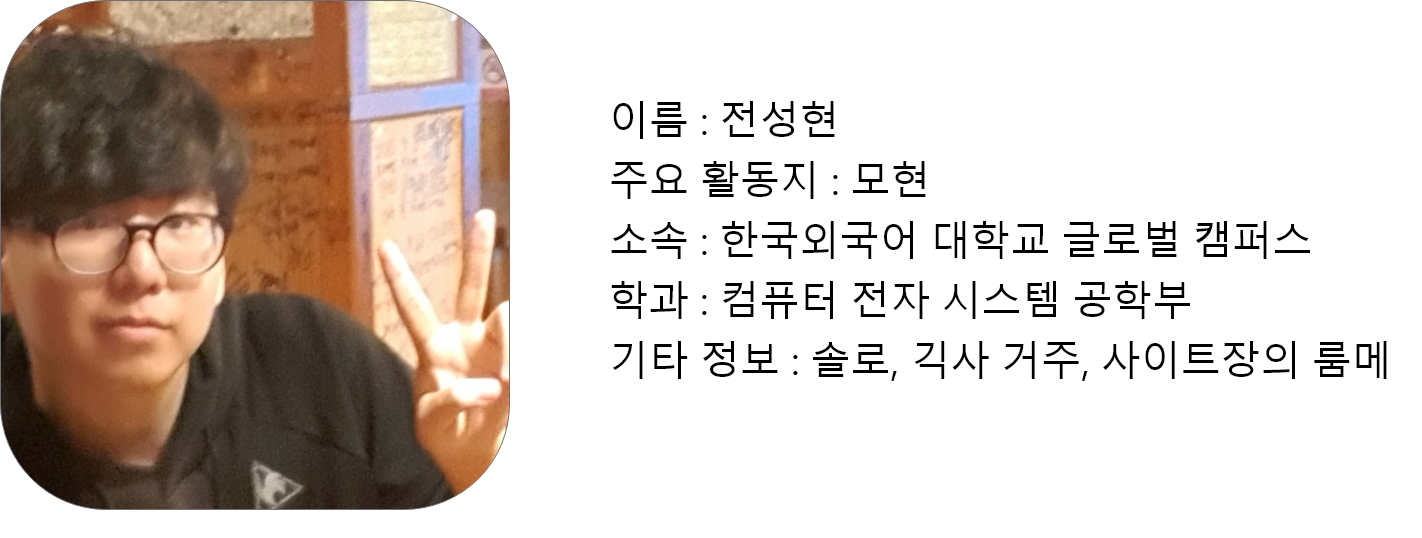 이름 : 전성현
주요 활동지 : 모현
소속 : 한국외국어 대학교 글로벌 캠퍼스
학과 : 컴퓨터 전자 시스템 공학부
기타 정보 : 솔로, 긱사 거주, 사이트장의 룸메